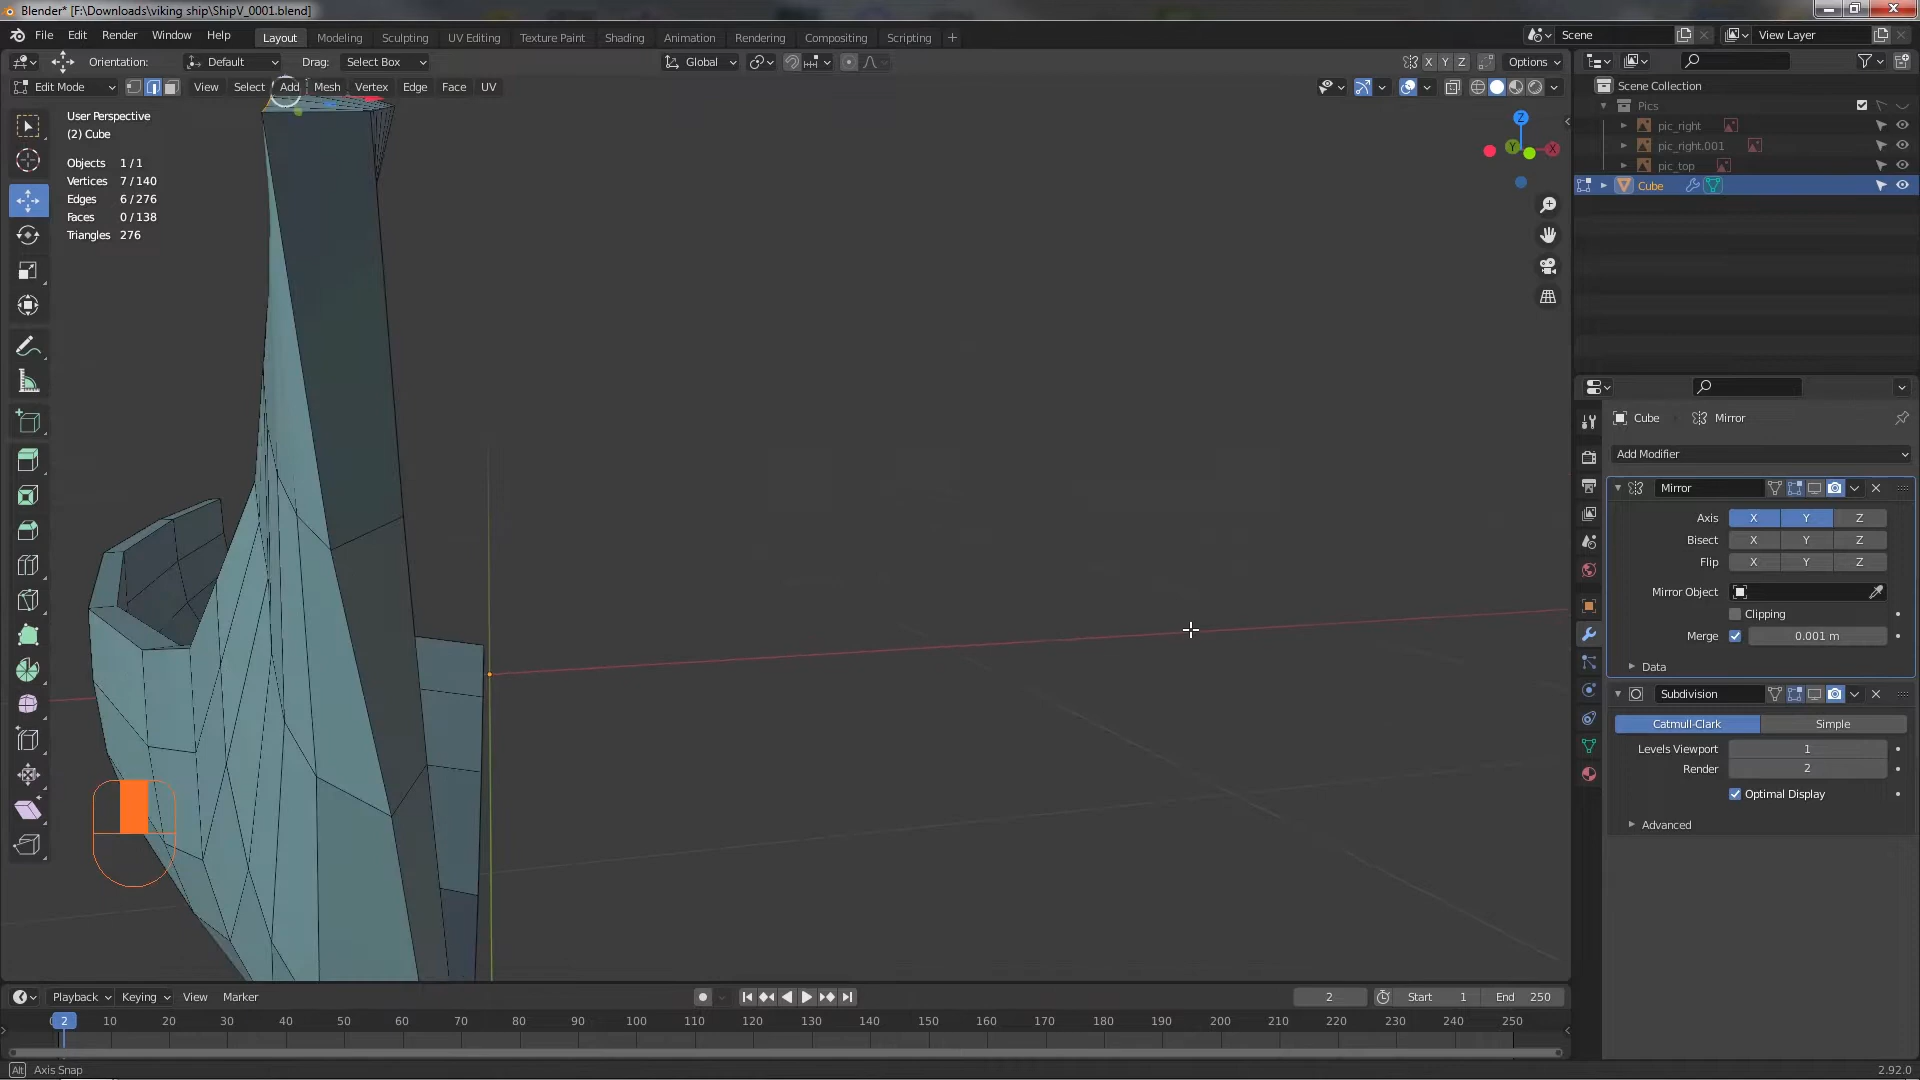 Blender* [F:\Downloads\viking ship\ShipV_0001.blend]
File Edit Render Window Help Layout Modeling Sculpting UV Editing Texture Paint Shading Animation Rendering Compositing Scripting + Scene View Layer
Orientation: Default Drag: Select Box Global X Y Z Options
Edit Mode View Select Add Mesh Vertex Edge Face UV
User Perspective
(2) Cube
Objects 1/1
Vertices 7/140
Edges 6/276
Faces 0/138
Triangles 276
Z
Y
X
Scene Collection
Pics
pic_right
pic_right.001
pic_top
Cube
Cube Mirror
Add Modifier
Mirror
Axis X Y Z
Bisect X Y Z
Flip X Y Z
Mirror Object
Clipping
Merge 0.001 m
Data
Subdivision
Catmull-Clark Simple
Levels Viewport 1
Render 2
Optimal Display
Advanced
Playback Keying View Marker 2 Start 1 End 250
2 10 20 30 40 50 60 70 80 90 100 110 120 130 140 150 160 170 180 190 200 210 220 230 240 250
Alt Axis Snap 2.92.0